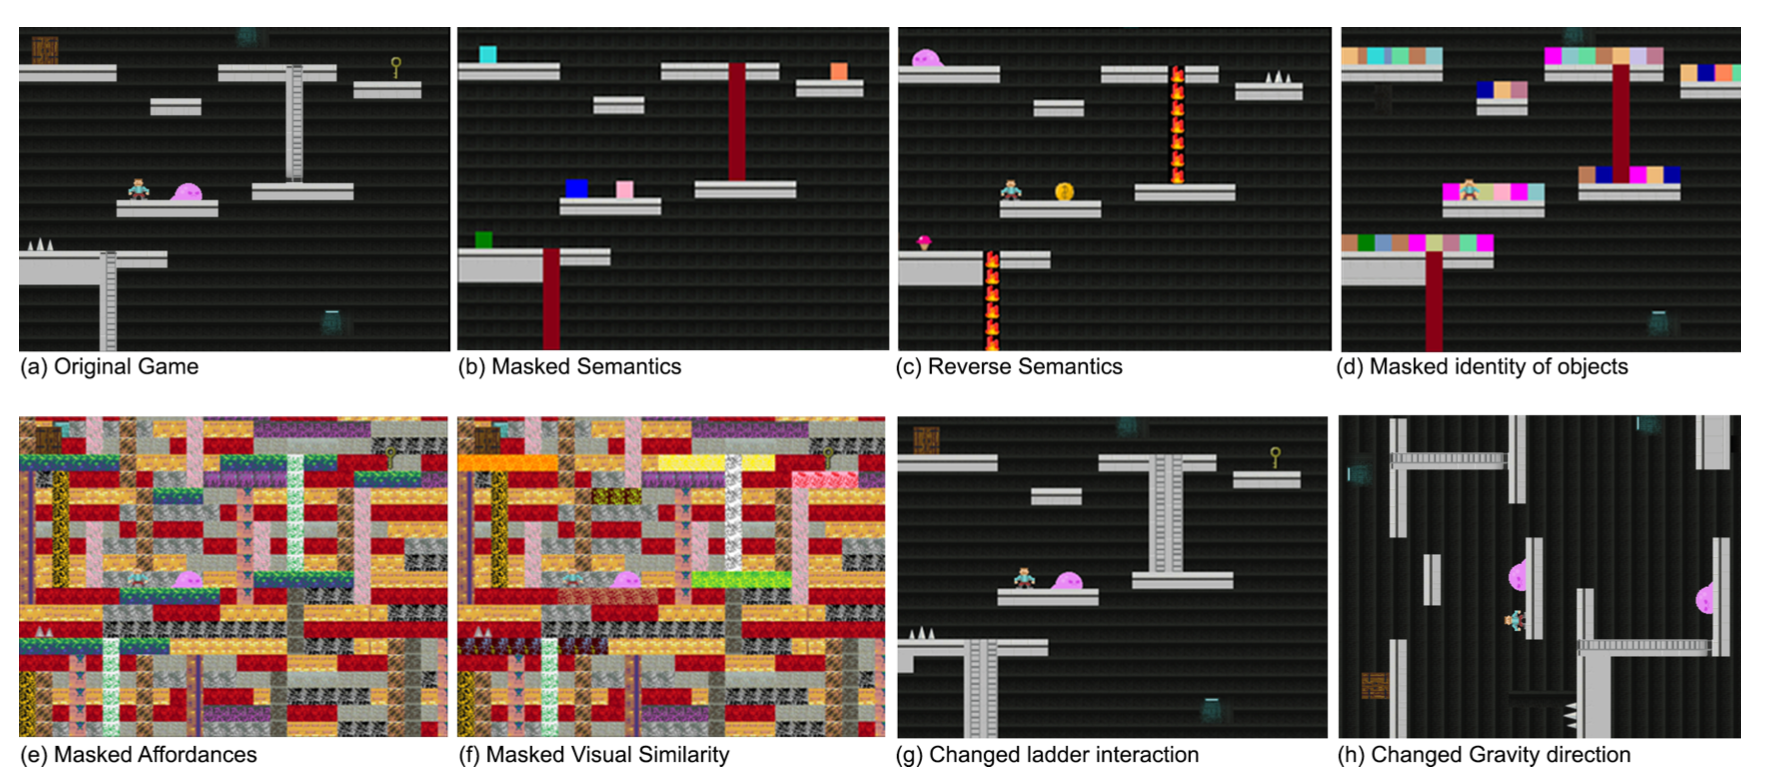 (a) Original Game
(b) Masked Semantics
(c) Reverse Semantics
(d) Masked identity of objects
(e) Masked Affordances
(f) Masked Visual Similarity
(g) Changed ladder interaction
(h) Changed Gravity direction